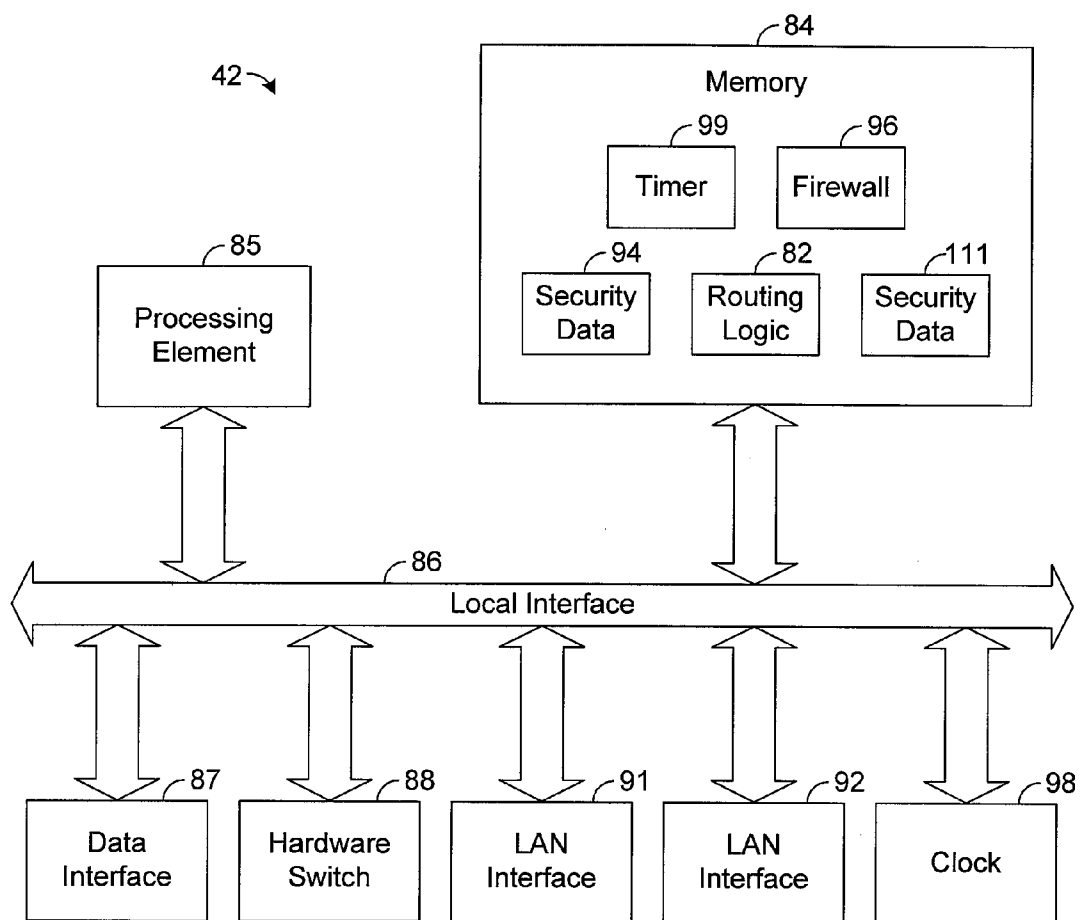 84
42
Memory
99
96
Timer
Firewall
85
94
82
111
Processing
Element
Security
Data
Routing
Logic
Security
Data
86
Local Interface
87
88
91
92
98
Data
Interface
Hardware
Switch
LAN
Interface
LAN
Interface
Clock